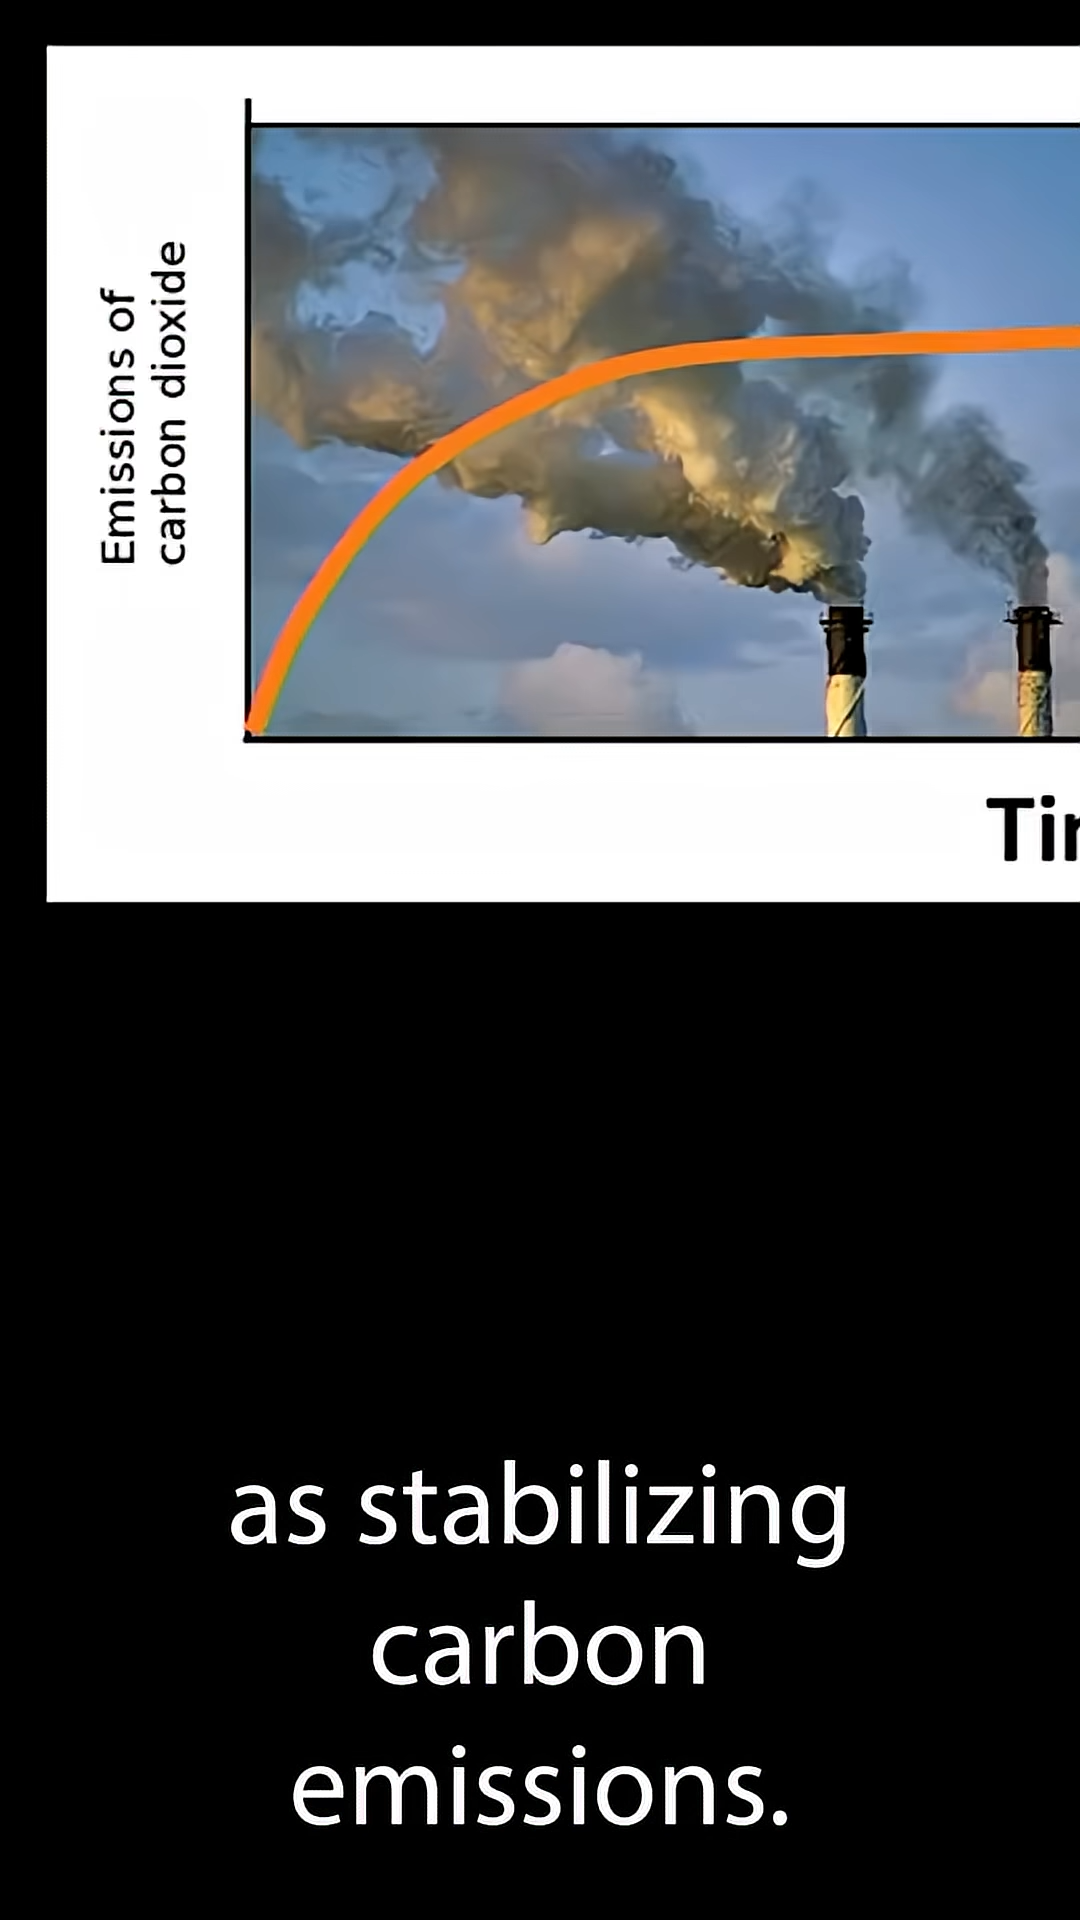 Emissions of
carbon dioxide
as stabilizing
carbon
emissions.